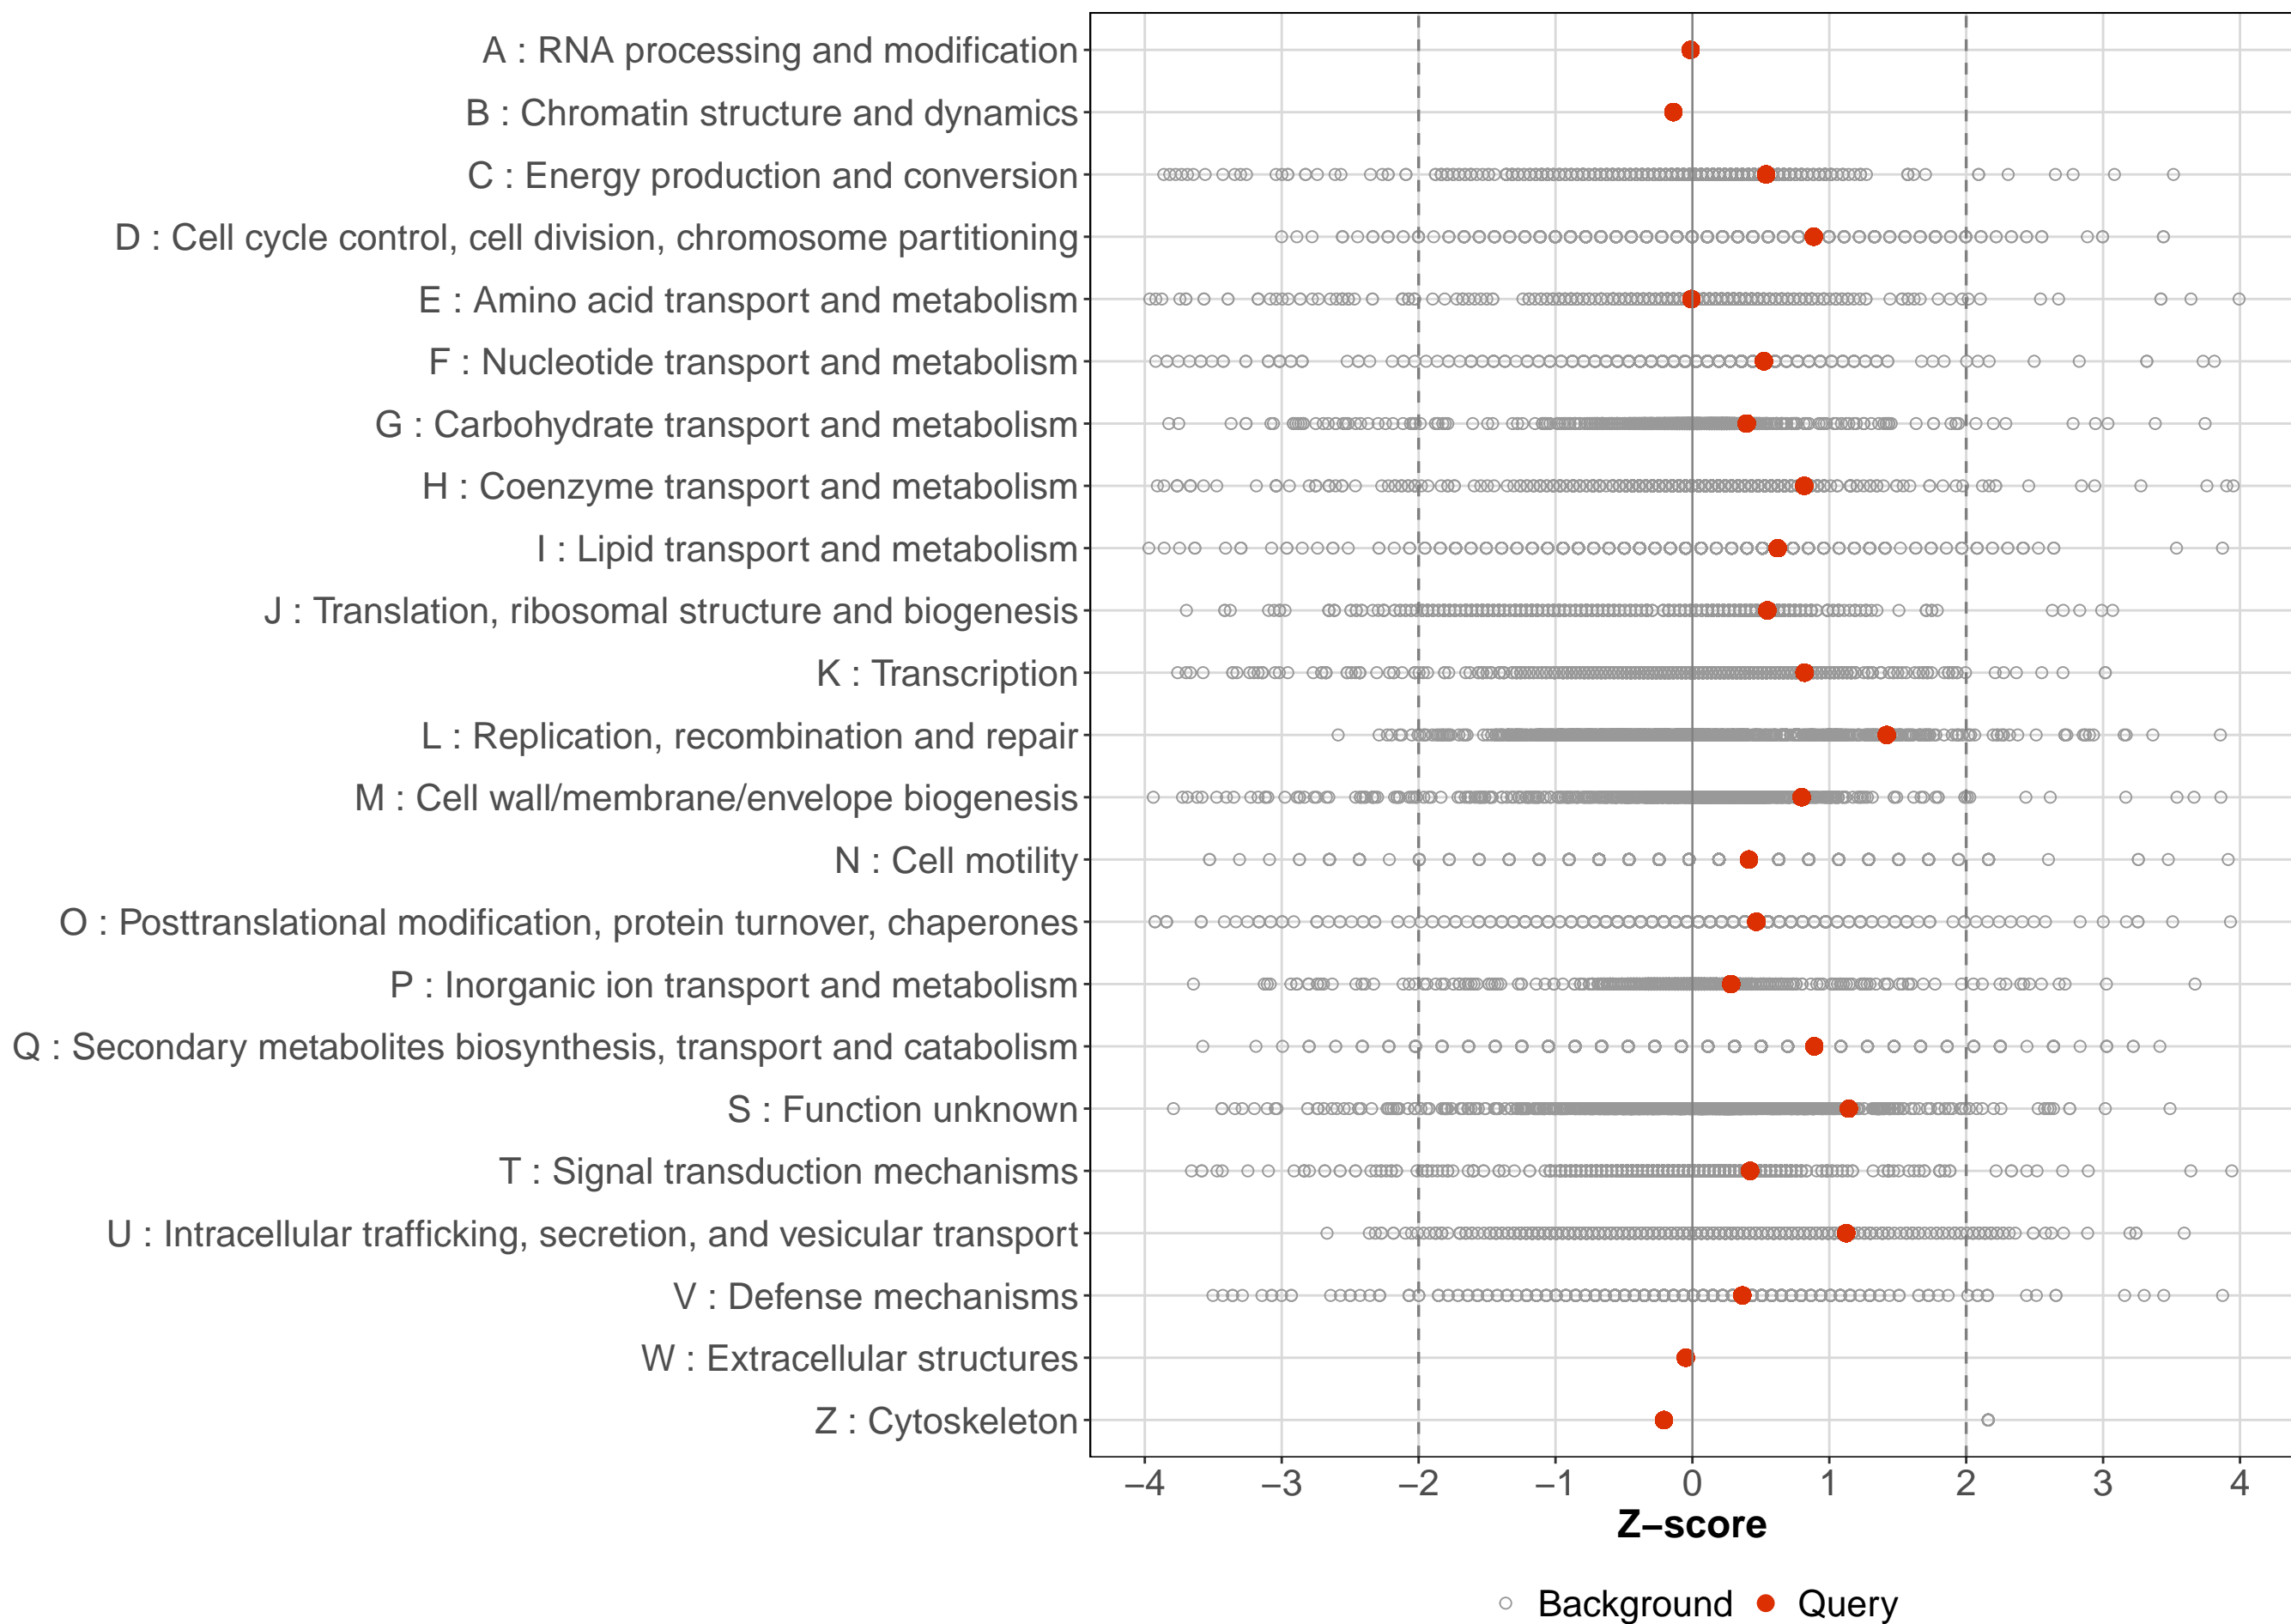 A : RNA processing and modification
B : Chromatin structure and dynamics
C : Energy production and conversion
D : Cell cycle control, cell division, chromosome partitioning
E : Amino acid transport and metabolism
F : Nucleotide transport and metabolism
G : Carbohydrate transport and metabolism
H : Coenzyme transport and metabolism
I : Lipid transport and metabolism
J : Translation, ribosomal structure and biogenesis
K : Transcription
L : Replication, recombination and repair
M : Cell wall/membrane/envelope biogenesis
N : Cell motility
O : Posttranslational modification, protein turnover, chaperones
P : Inorganic ion transport and metabolism
Q : Secondary metabolites biosynthesis, transport and catabolism
S : Function unknown
T : Signal transduction mechanisms
U : Intracellular trafficking, secretion, and vesicular transport
V : Defense mechanisms
W : Extracellular structures
Z : Cytoskeleton
−4 −3 −2 −1 0 1 2 3 4
Z−score
Background Query